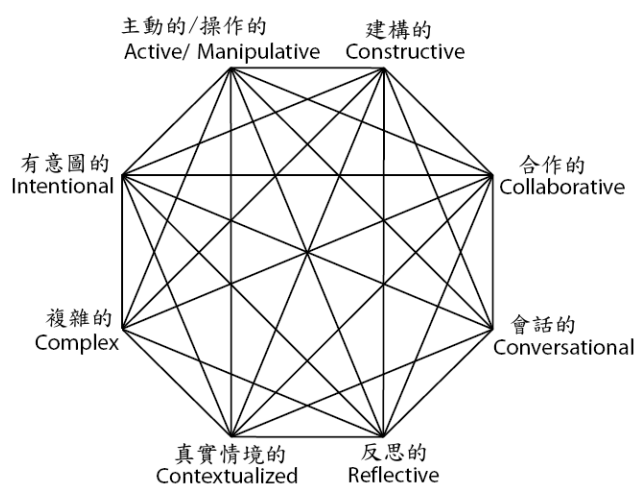 主動的/操作的
Active/ Manipulative
建構的
Constructive
有意圖的
Intentional
合作的
Collaborative
複雜的
Complex
會話的
Conversational
真實情境的
Contextualized
反思的
Reflective